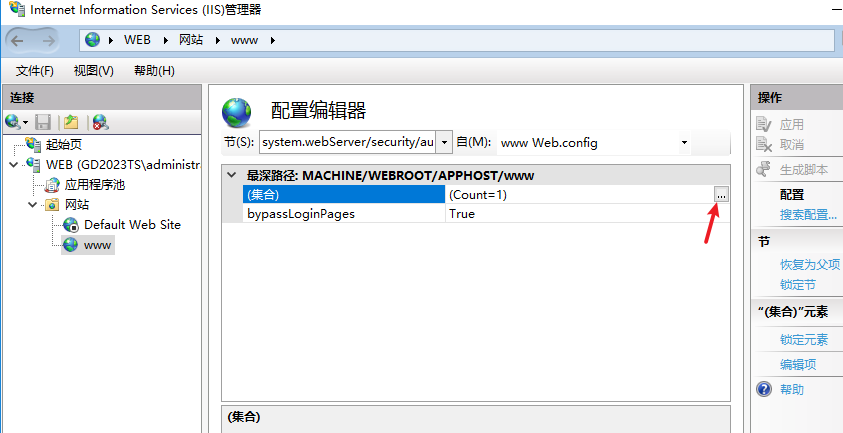 Internet Information Services (IIS)管理器
WEB 网站 www
文件(F) 视图(V) 帮助(H)
连接
起始页
WEB (GD2023TS\administra
应用程序池
网站
Default Web Site
www
配置编辑器
节(S): system.webServer/security/au 自(M): www Web.config
最深路径: MACHINE/WEBROOT/APPHOST/www
(集合) (Count=1) ...
bypassLoginPages True
(集合)
操作
应用
取消
生成脚本
配置
搜索配置...
节
恢复为父项
锁定节
“(集合)”元素
锁定元素
编辑项
帮助